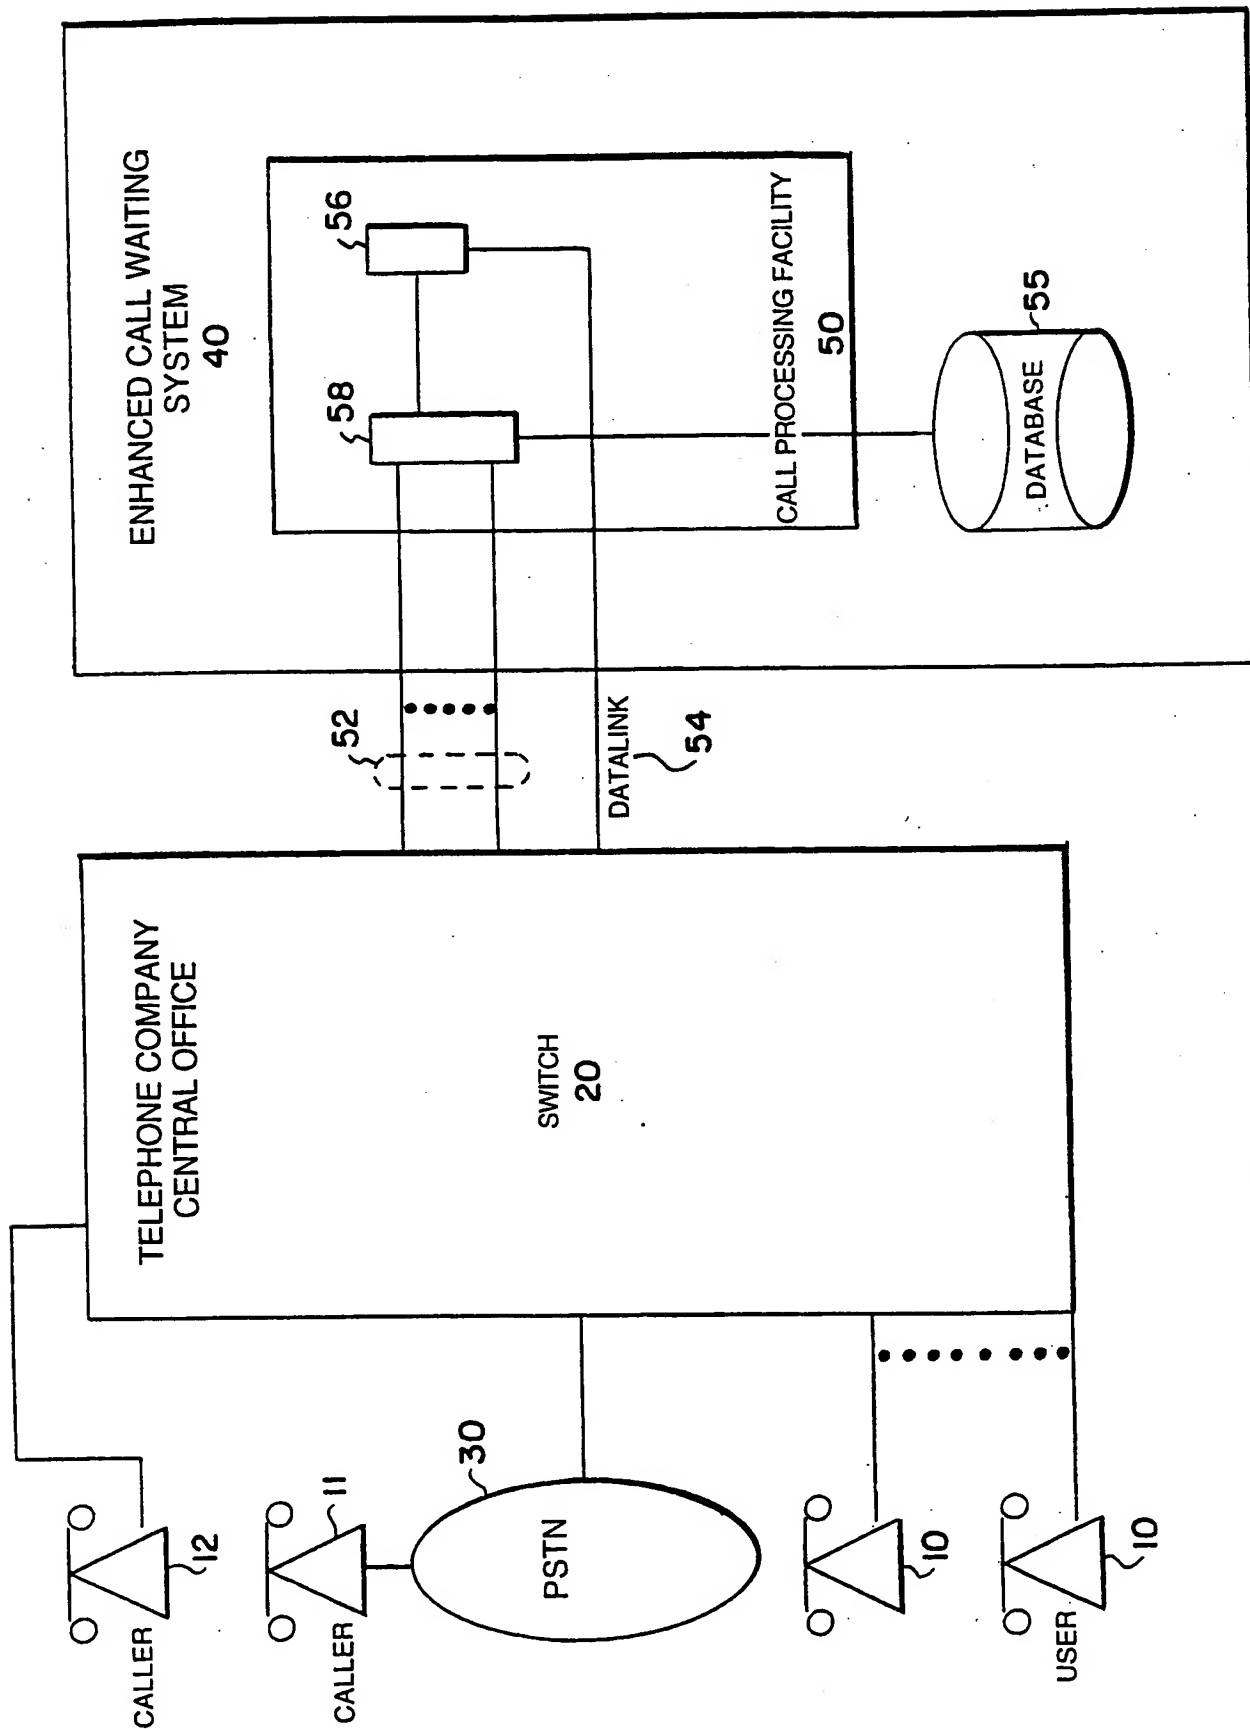 ENHANCED CALL WAITING
SYSTEM
40
56
58
CALL PROCESSING FACILITY
50
DATABASE
55
52
DATALINK
54
TELEPHONE COMPANY
CENTRAL OFFICE
SWITCH
20
CALLER
12
CALLER
11
PSTN
30
10
USER
10